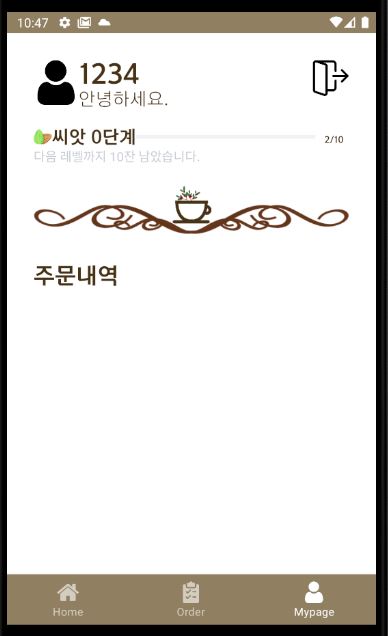 10:47
1234
안녕하세요.
씨앗 0단계
2/10
다음 레벨까지 10잔 남았습니다.
주문내역
Home
Order
Mypage